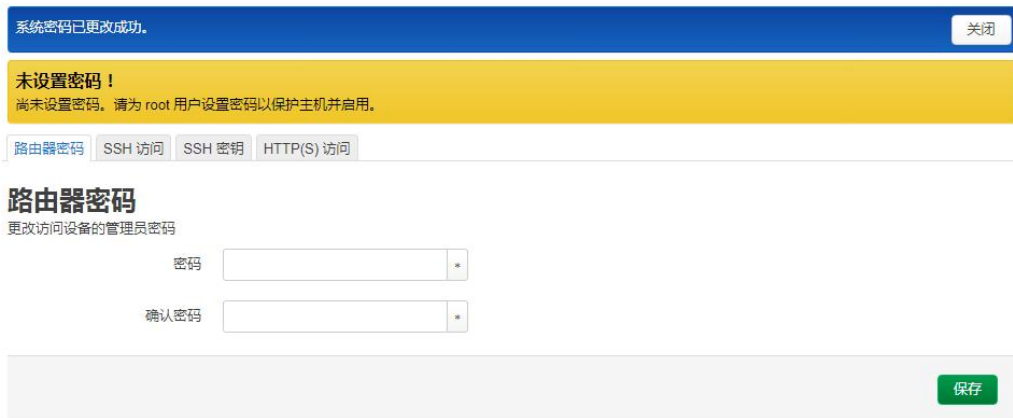 系统密码已更改成功。
关闭
未设置密码！
尚未设置密码。请为 root 用户设置密码以保护主机并启用。
路由器密码 SSH 访问 SSH 密钥 HTTP(S) 访问
路由器密码
更改访问设备的管理员密码
密码 *
确认密码 *
保存